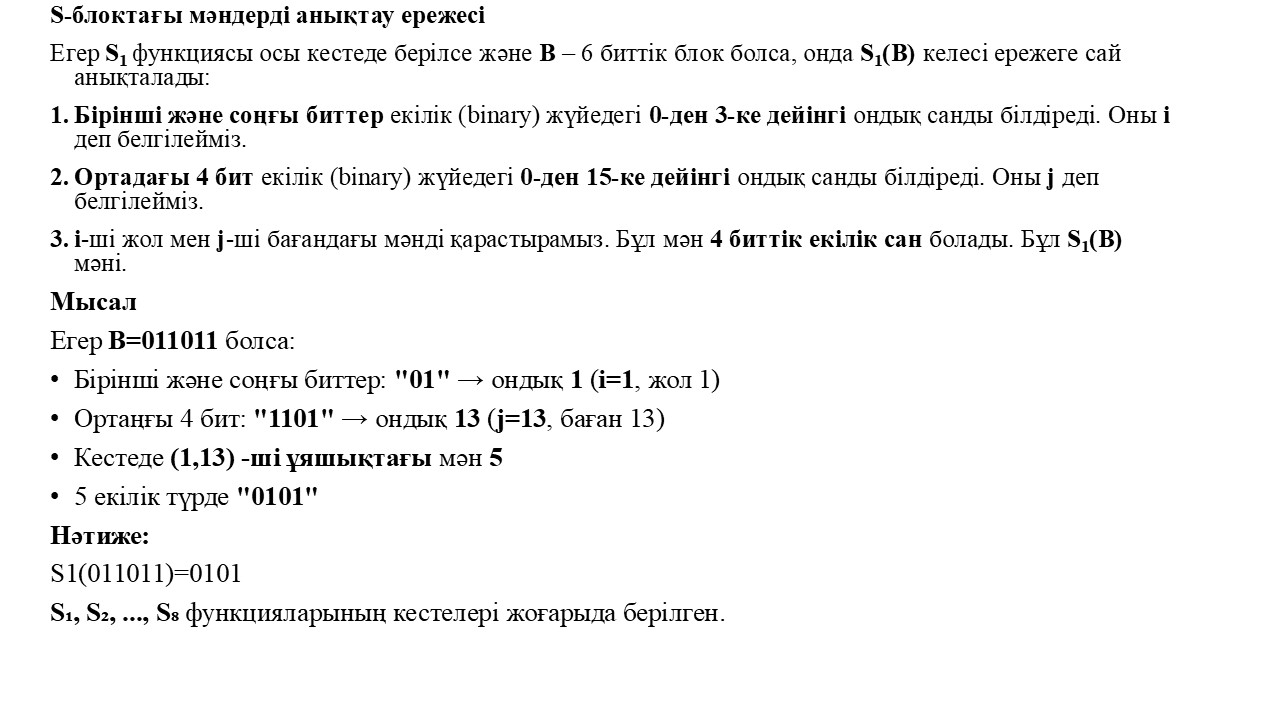 S-блоктағы мәндерді анықтау ережесі
Егер S₁ функциясы осы кестеде берілсе және B – 6 биттік блок болса, онда S₁(B) келесі ережеге сай
анықталады:
1. Бірінші және соңғы биттер екілік (binary) жүйедегі 0-ден 3-ке дейінгі ондық санды білдіреді. Оны i
деп белгілейміз.
2. Ортадағы 4 бит екілік (binary) жүйедегі 0-ден 15-ке дейінгі ондық санды білдіреді. Оны j деп
белгілейміз.
3. i-ші жол мен j-ші бағандағы мәнді қарастырамыз. Бұл мән 4 биттік екілік сан болады. Бұл S₁(B)
мәні.
Мысал
Егер B=011011 болса:
• Бірінші және соңғы биттер: "01" → ондық 1 (i=1, жол 1)
• Ортаңғы 4 бит: "1101" → ондық 13 (j=13, баған 13)
• Кестеде (1,13) -ші ұяшықтағы мән 5
• 5 екілік түрде "0101"
Нәтиже:
S1(011011)=0101
S₁, S₂, ..., S₈ функцияларының кестелері жоғарыда берілген.